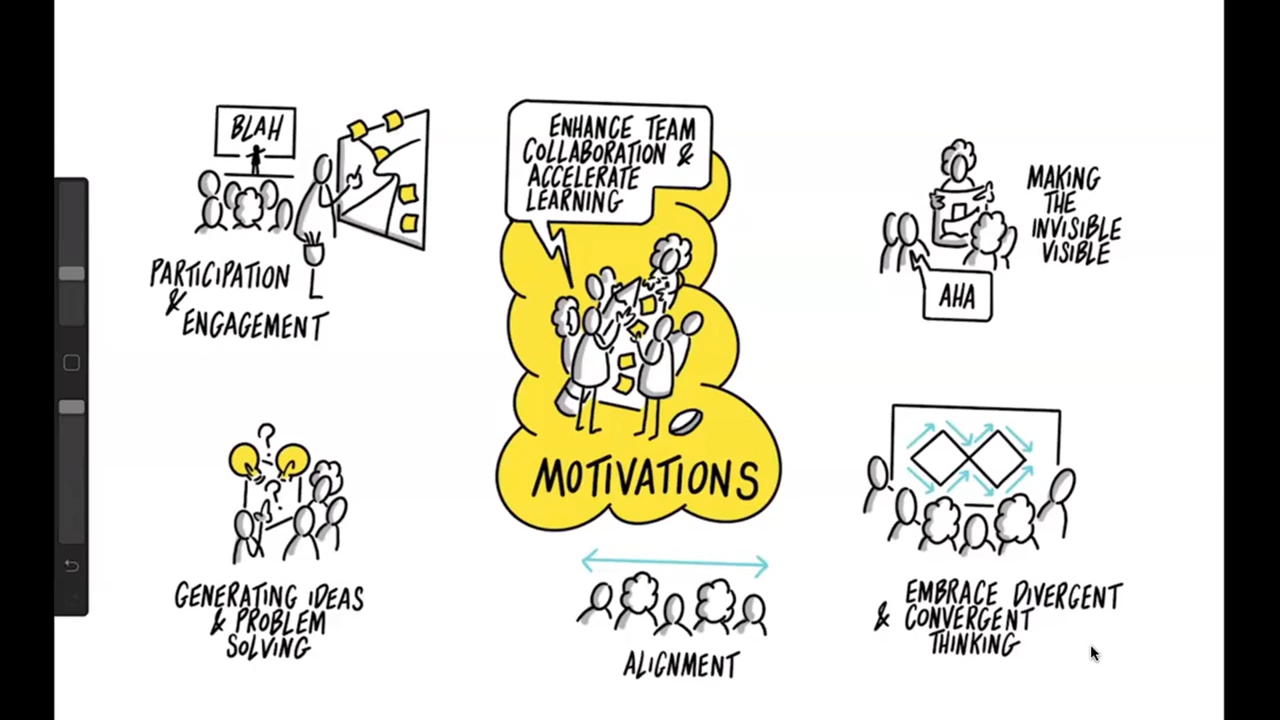 BLAH
PARTICIPATION
&
ENGAGEMENT
ENHANCE TEAM
COLLABORATION &
ACCELERATE
LEARNING
MOTIVATIONS
MAKING
THE
INVISIBLE
VISIBLE
AHA
?
?
GENERATING IDEAS
& PROBLEM
SOLVING
ALIGNMENT
EMBRACE DIVERGENT
& CONVERGENT
THINKING